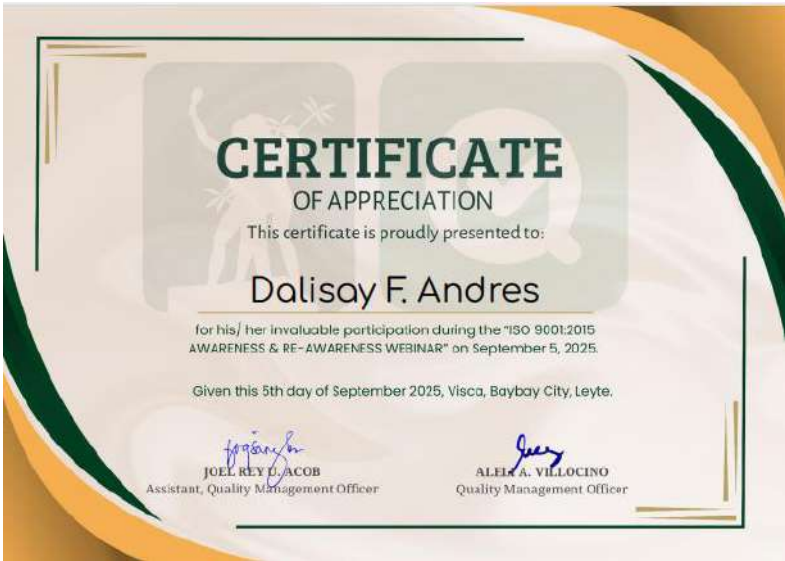 CERTIFICATE
OF APPRECIATION
This certificate is proudly presented to:
Dalisay F. Andres
for his/ her invaluable participation during the "ISO 9001:2015
AWARENESS & RE-AWARENESS WEBINAR" on September 5, 2025.
Given this 5th day of September 2025, Visca, Baybay City, Leyte.
JOEL REY U. ACOB
Assistant, Quality Management Officer
A. VILLOCINO
Quality Management Officer